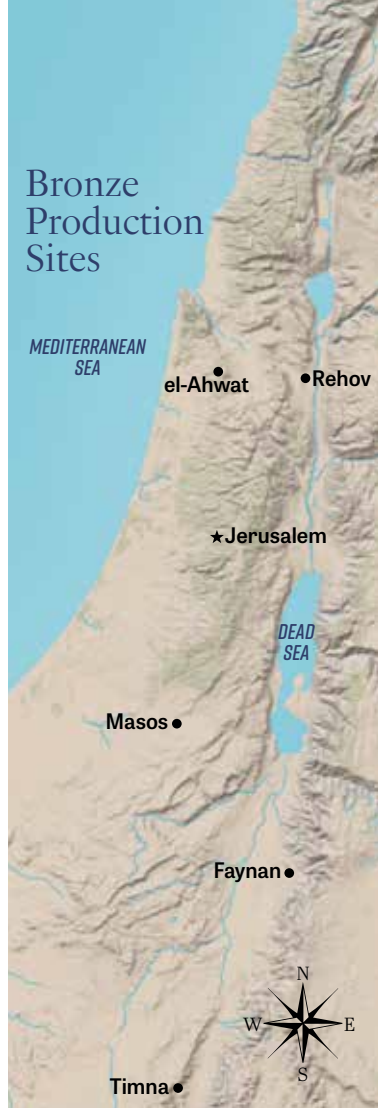 Bronze
Production
Sites
MEDITERRANEAN
SEA
el-Ahwat
Rehov
Jerusalem
DEAD
SEA
Masos
Faynan
N
W
E
S
Timna